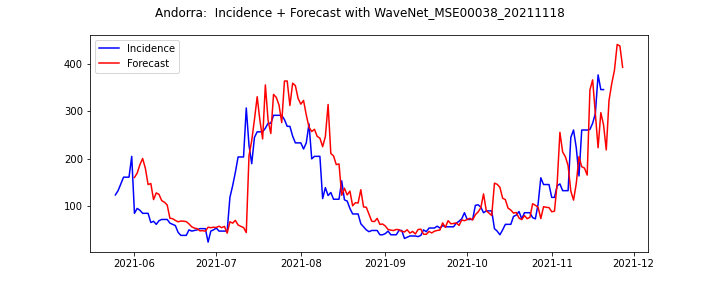 Andorra:  Incidence + Forecast with WaveNet_MSE00038_20211118
Incidence
Forecast
400
300
200
100
2021-06 2021-07 2021-08 2021-09 2021-10 2021-11 2021-12